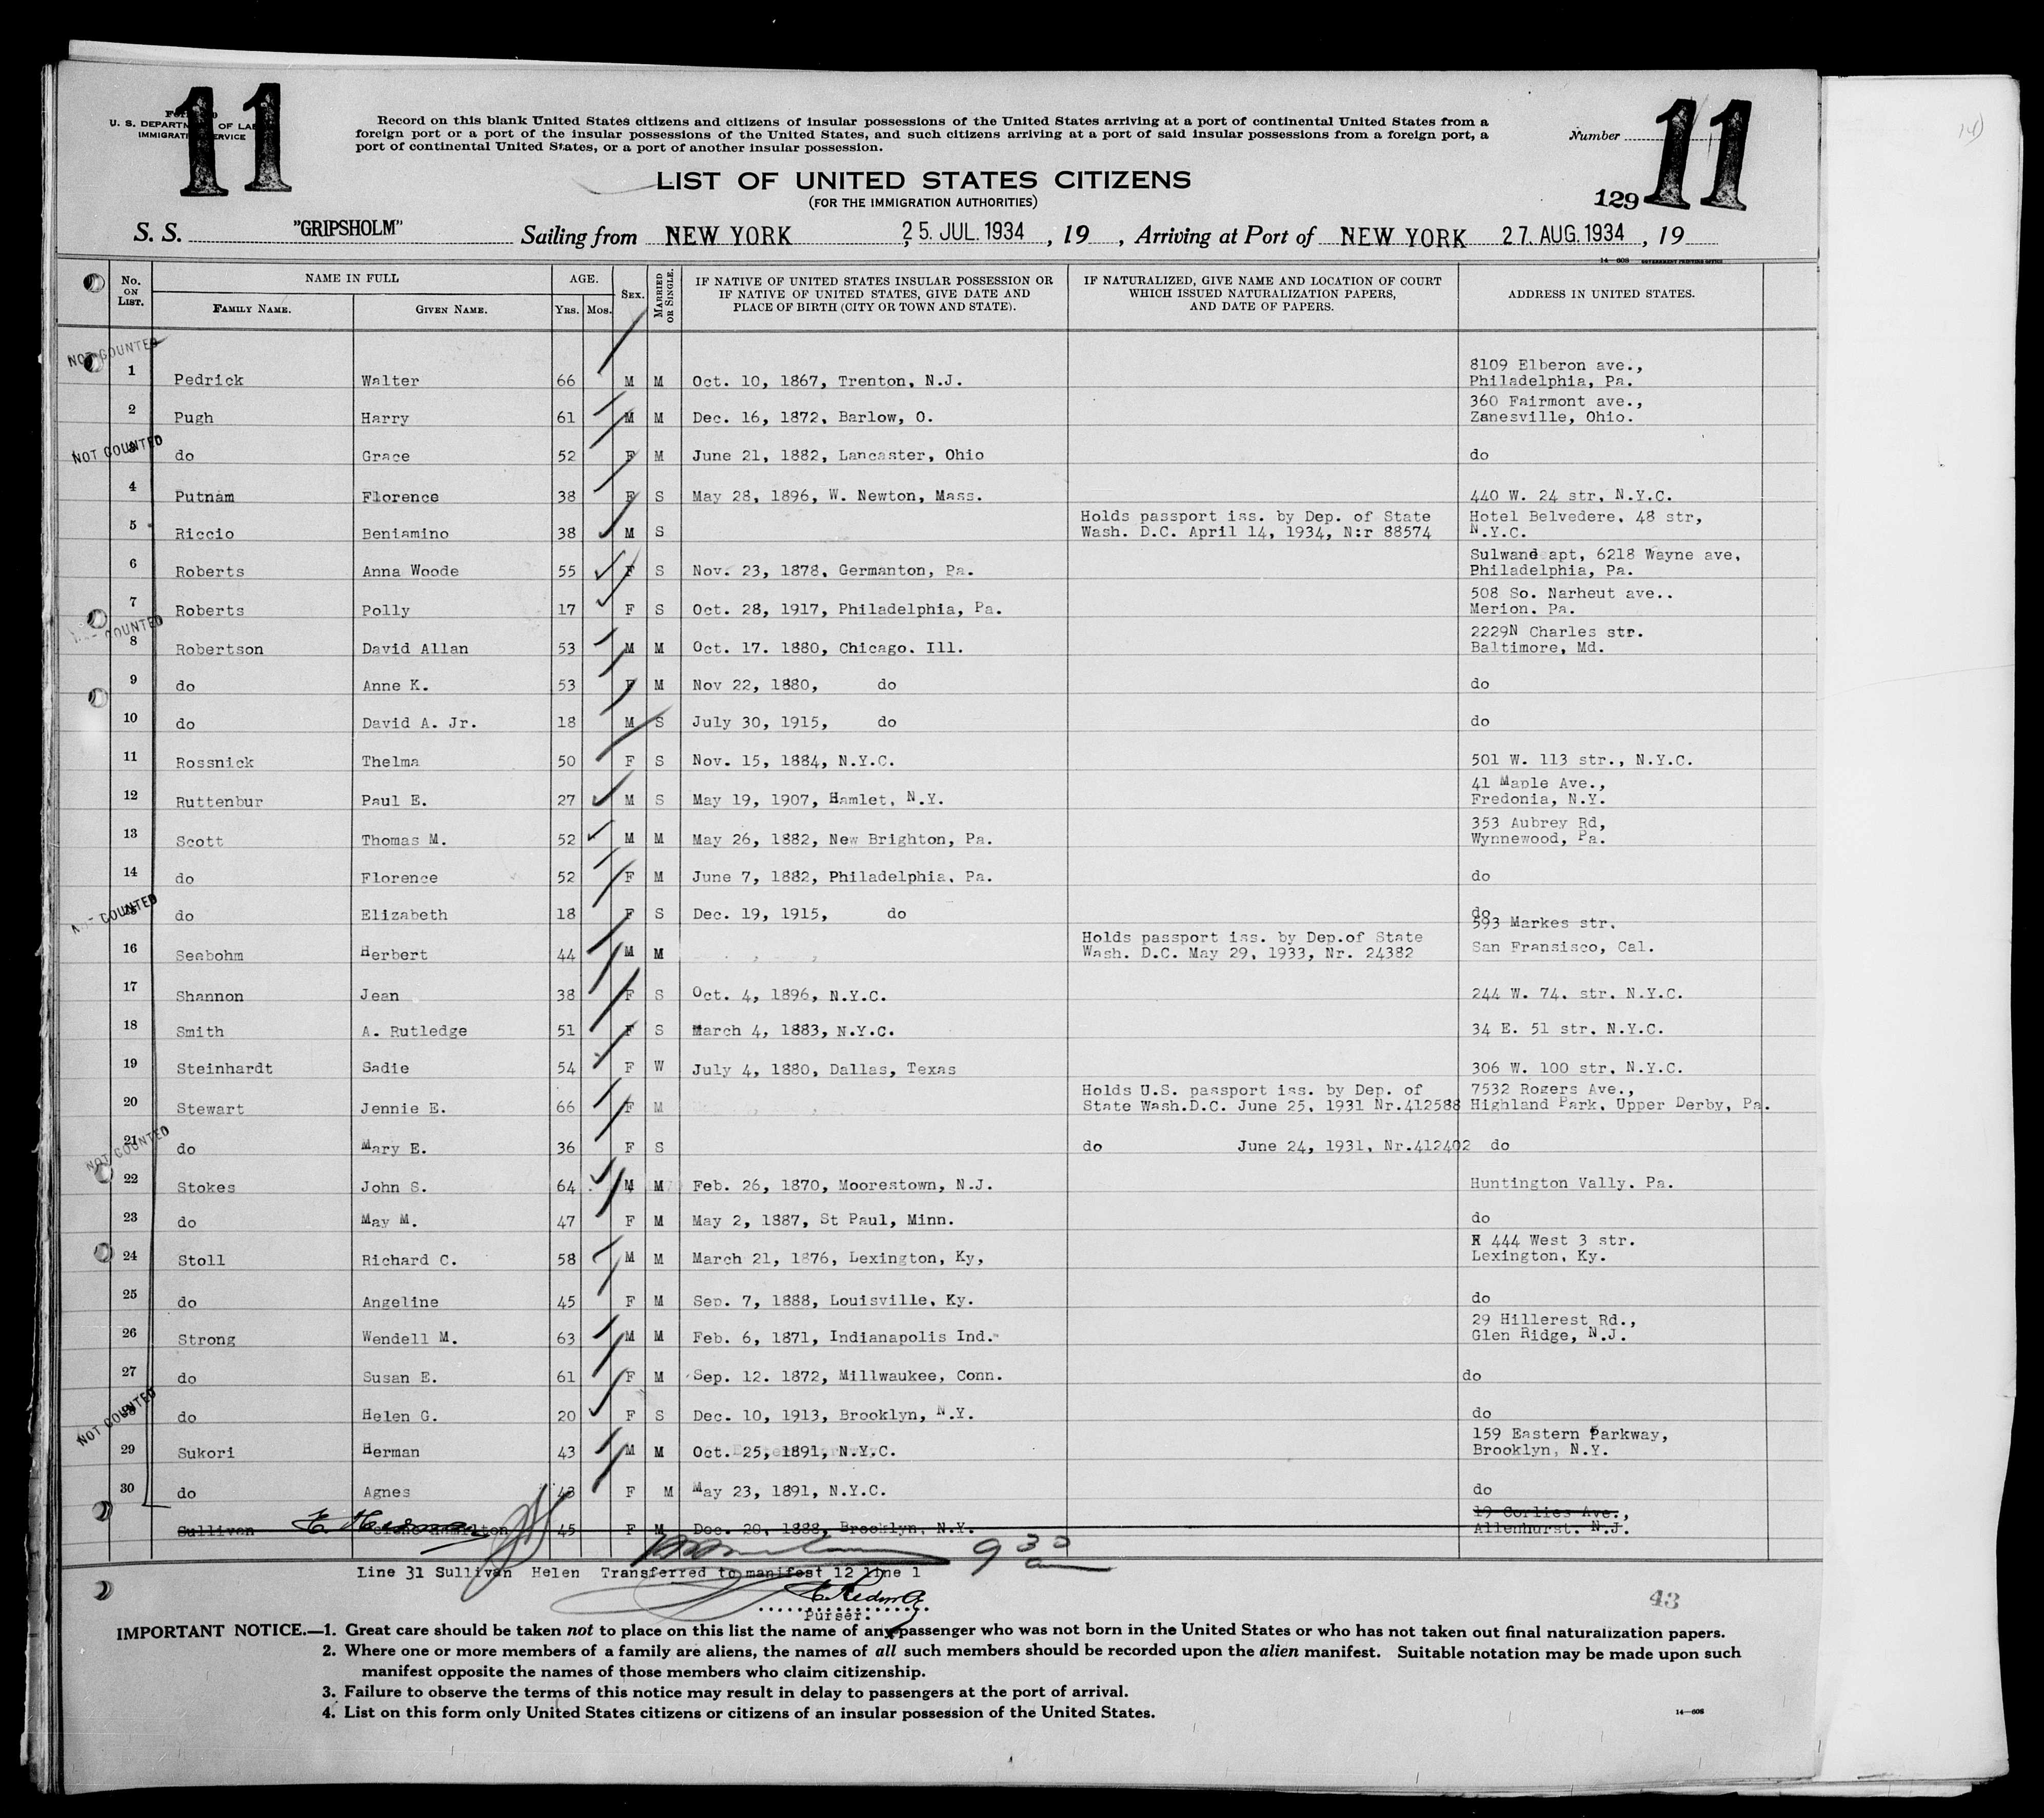 11
11
U. S. DEPARTMENT OF LABOR
IMMIGRATION SERVICE
Record on this blank United States citizens and citizens of insular possessions of the United States arriving at a port of continental United States from a
foreign port or a port of the insular possessions of the United States, and such citizens arriving at a port of said insular possessions from a foreign port, a
port of continental United States, or a port of another insular possession.
Number
LIST OF UNITED STATES CITIZENS
(FOR THE IMMIGRATION AUTHORITIES)
129
S. S. "GRIPSHOLM" Sailing from NEW YORK 25. JUL. 1934, 19 , Arriving at Port of NEW YORK 27. AUG. 1934, 19
14—608 GOVERNMENT PRINTING OFFICE
No. ON LIST. NAME IN FULL AGE. SEX. MARRIED OR SINGLE. IF NATIVE OF UNITED STATES INSULAR POSSESSION OR IF NATIVE OF UNITED STATES, GIVE DATE AND PLACE OF BIRTH (CITY OR TOWN AND STATE). IF NATURALIZED, GIVE NAME AND LOCATION OF COURT WHICH ISSUED NATURALIZATION PAPERS, AND DATE OF PAPERS. ADDRESS IN UNITED STATES.
FAMILY NAME. GIVEN NAME. YRS. MOS.
NOT COUNTED
1 Pedrick Walter 66 M M Oct. 10, 1867, Trenton, N.J. 8109 Elberon ave., Philadelphia, Pa.
2 Pugh Harry 61 M M Dec. 16, 1872, Barlow, O. 360 Fairmont ave., Zanesville, Ohio.
NOT COUNTED
3 do Grace 52 F M June 21, 1882, Lancaster, Ohio do
4 Putnam Florence 38 F S May 28, 1896, W. Newton, Mass. 440 W. 24 str, N.Y.C.
5 Riccio Beniamino 38 M S Holds passport iss. by Dep. of State Wash. D.C. April 14, 1934, N:r 88574 Hotel Belvedere, 48 str, N.Y.C.
6 Roberts Anna Woode 55 F S Nov. 23, 1878, Germanton, Pa. Sulwand apt, 6218 Wayne ave, Philadelphia, Pa.
7 Roberts Polly 17 F S Oct. 28, 1917, Philadelphia, Pa. 508 So. Narheut ave.. Merion. Pa.
COUNTED
8 Robertson David Allan 53 M M Oct. 17. 1880, Chicago. Ill. 2229N Charles str. Baltimore, Md.
9 do Anne K. 53 F M Nov 22, 1880, do do
10 do David A. Jr. 18 M S July 30, 1915, do do
11 Rossnick Thelma 50 F S Nov. 15, 1884, N.Y.C. 501 W. 113 str., N.Y.C.
12 Ruttenbur Paul E. 27 M S May 19, 1907, Hamlet, N.Y. 41 Maple Ave., Fredonia, N.Y.
13 Scott Thomas M. 52 M M May 26, 1882, New Brighton, Pa. 353 Aubrey Rd, Wynnewood, Pa.
14 do Florence 52 F M June 7, 1882, Philadelphia, Pa. do
COUNTED
15 do Elizabeth 18 F S Dec. 19, 1915, do do
16 Seebohm Herbert 44 M M Holds passport iss. by Dep.of State Wash. D.C. May 29, 1933, Nr. 24382 593 Markes str. San Fransisco, Cal.
17 Shannon Jean 38 F S Oct. 4, 1896, N.Y.C. 244 W. 74. str. N.Y.C.
18 Smith A. Rutledge 51 F S March 4, 1883, N.Y.C. 34 E. 51 str. N.Y.C.
19 Steinhardt Sadie 54 F W July 4, 1880, Dallas, Texas 306 W. 100 str. N.Y.C.
20 Stewart Jennie E. 66 F M Holds U.S. passport iss. by Dep. of State Wash.D.C. June 25, 1931 Nr.412588 7532 Rogers Ave., Highland Park, Upper Derby, Pa.
NOT COUNTED
21 do Mary E. 36 F S do June 24, 1931, Nr.412402 do
22 Stokes John S. 64 M M Feb. 26, 1870, Moorestown, N.J. Huntington Vally. Pa.
23 do May M. 47 F M May 2, 1887, St Paul, Minn. do
24 Stoll Richard C. 58 M M March 21, 1876, Lexington, Ky, 444 West 3 str. Lexington, Ky.
25 do Angeline 45 F M Sep. 7, 1888, Louisville, Ky. do
26 Strong Wendell M. 63 M M Feb. 6, 1871, Indianapolis Ind. 29 Hillerest Rd., Glen Ridge, N.J.
27 do Susan E. 61 F M Sep. 12. 1872, Millwaukee, Conn. do
NOT COUNTED
28 do Helen G. 20 F S Dec. 10, 1913, Brooklyn, N.Y. do
29 Sukori Herman 43 M M Oct. 25, 1891, N.Y.C. 159 Eastern Parkway, Brooklyn, N.Y.
30 do Agnes 43 F M May 23, 1891, N.Y.C. do
Sullivan 45 F M Dec. 20, 1888, Brooklyn, N.Y. 19 Corlies Ave., Allenhurst. N.J.
9 30 am
Line 31 Sullivan Helen Transferred to manifest 12 line 1
Purser.
43
IMPORTANT NOTICE.—1. Great care should be taken not to place on this list the name of any passenger who was not born in the United States or who has not taken out final naturalization papers.
2. Where one or more members of a family are aliens, the names of all such members should be recorded upon the alien manifest. Suitable notation may be made upon such
manifest opposite the names of those members who claim citizenship.
3. Failure to observe the terms of this notice may result in delay to passengers at the port of arrival.
4. List on this form only United States citizens or citizens of an insular possession of the United States.
14—608